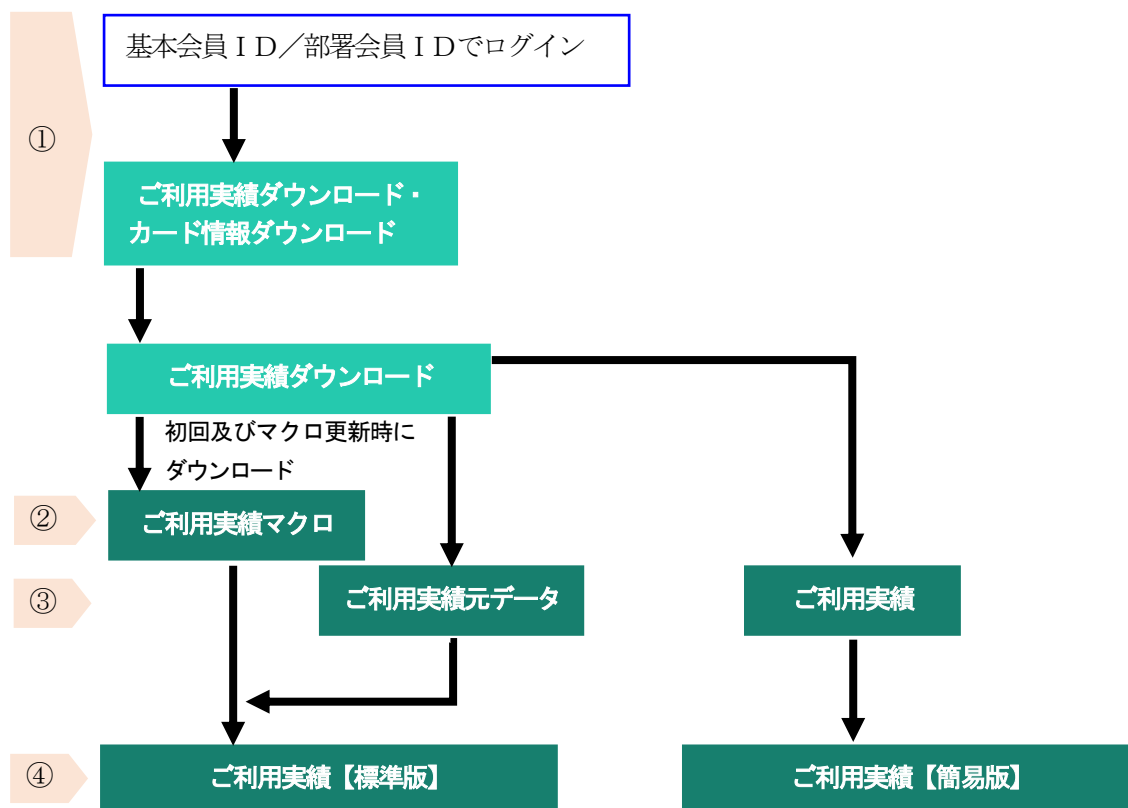 基本会員ＩＤ／部署会員ＩＤでログイン
①
ご利用実績ダウンロード・
カード情報ダウンロード
ご利用実績ダウンロード
初回及びマクロ更新時に
ダウンロード
②
ご利用実績マクロ
③
ご利用実績元データ
ご利用実績
④
ご利用実績【標準版】
ご利用実績【簡易版】